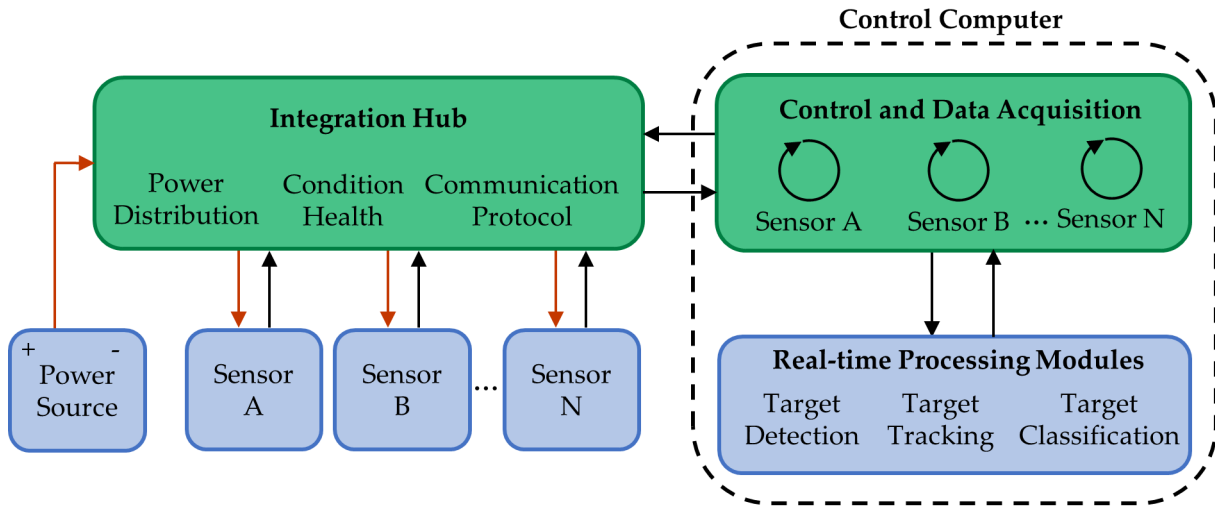 Control Computer
Integration Hub
Power
Distribution
Condition
Health
Communication
Protocol
Control and Data Acquisition
Sensor A
Sensor B
...
Sensor N
+ -
Power
Source
Sensor
A
Sensor
B
...
Sensor
N
Real-time Processing Modules
Target
Detection
Target
Tracking
Target
Classification